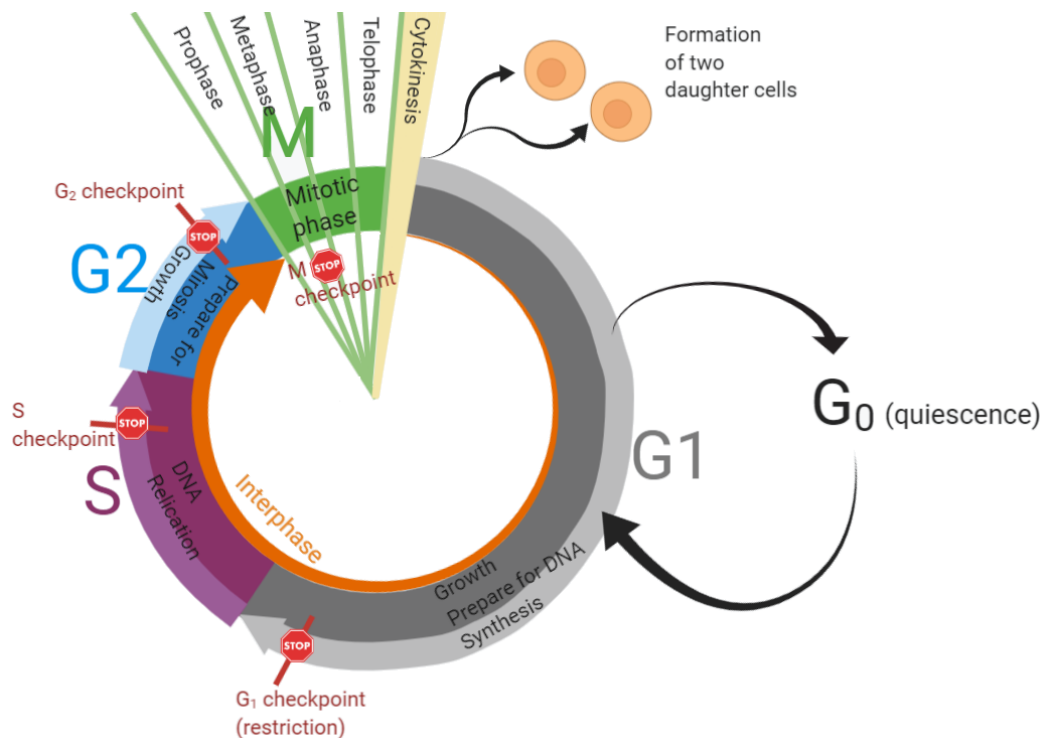 Prophase
Metaphase
Anaphase
Telophase
Cytokinesis
Formation
of two
daughter cells
M
Mitotic
phase
G₂ checkpoint
STOP
G2
Growth
Prepare for
Mirosis
M
STOP
checkpoint
S
checkpoint
STOP
S
DNA
Relication
Interphase
G1
G₀ (quiescence)
Growth
Prepare for DNA
Synthesis
STOP
G₁ checkpoint
(restriction)